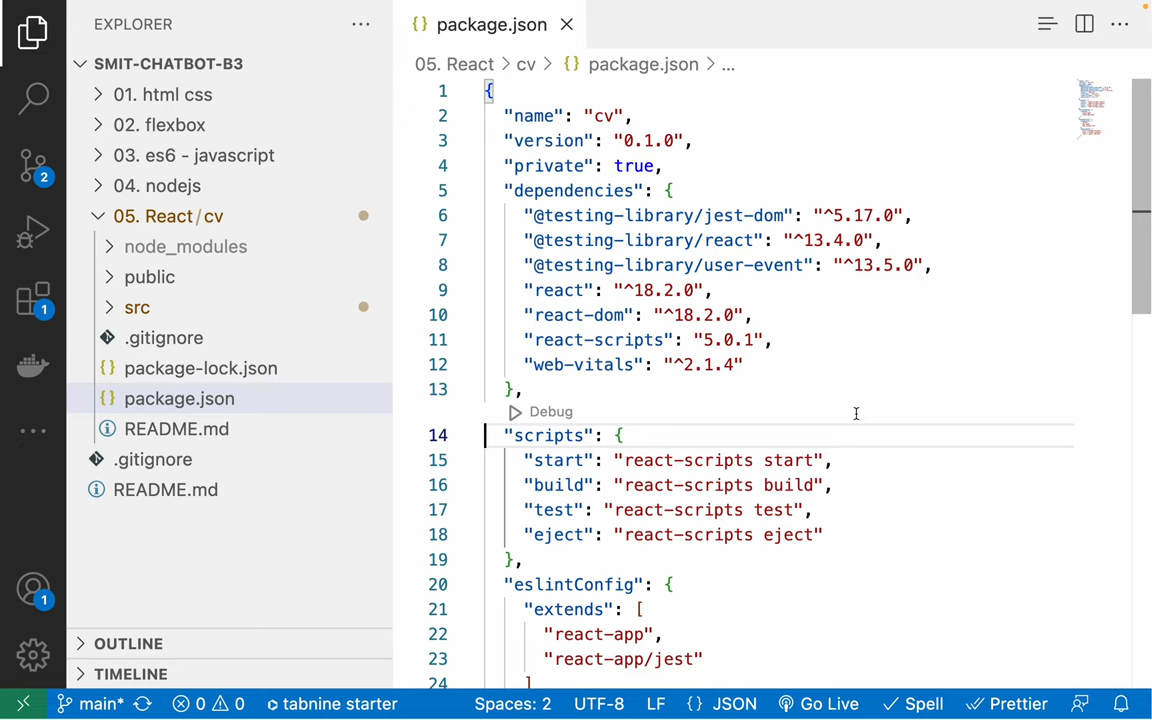 EXPLORER
SMIT-CHATBOT-B3
01. html css
02. flexbox
03. es6 - javascript
04. nodejs
05. React / cv
node_modules
public
src
.gitignore
package-lock.json
package.json
README.md
.gitignore
README.md
OUTLINE
TIMELINE
2
1
1
package.json
05. React > cv > {} package.json > ...
1 {
2 "name": "cv",
3 "version": "0.1.0",
4 "private": true,
5 "dependencies": {
6 "@testing-library/jest-dom": "^5.17.0",
7 "@testing-library/react": "^13.4.0",
8 "@testing-library/user-event": "^13.5.0",
9 "react": "^18.2.0",
10 "react-dom": "^18.2.0",
11 "react-scripts": "5.0.1",
12 "web-vitals": "^2.1.4"
13 },
Debug
14 "scripts": {
15 "start": "react-scripts start",
16 "build": "react-scripts build",
17 "test": "react-scripts test",
18 "eject": "react-scripts eject"
19 },
20 "eslintConfig": {
21 "extends": [
22 "react-app",
23 "react-app/jest"
24 ]
main* 0 0 tabnine starter Spaces: 2 UTF-8 LF {} JSON Go Live Spell Prettier